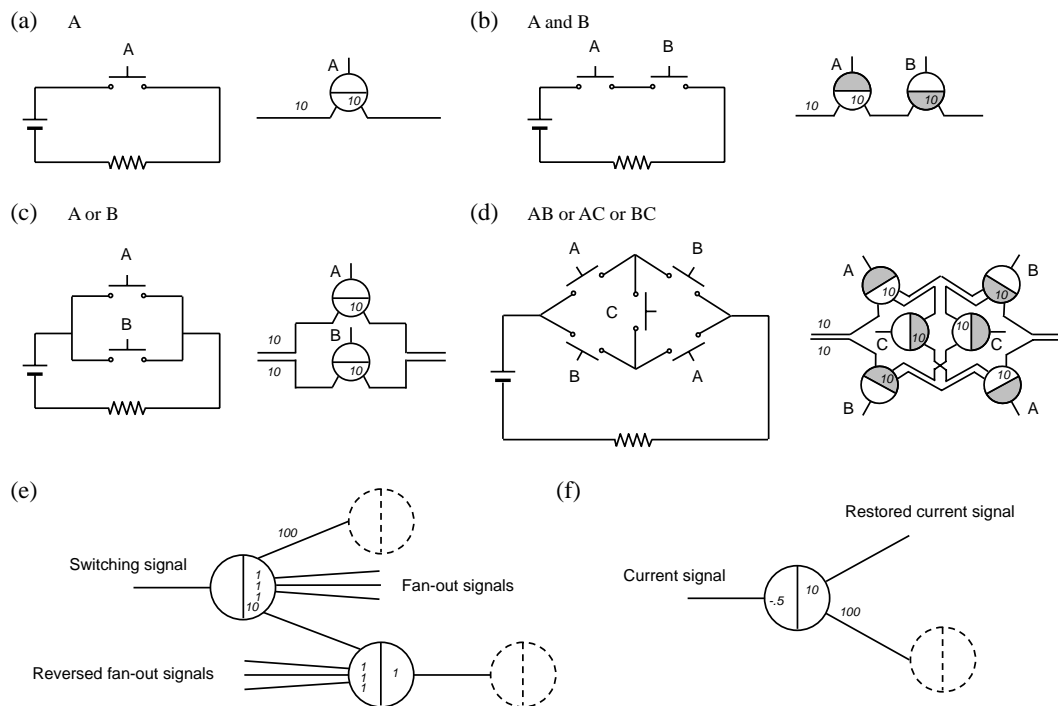 (a) A
A
A
10
10
(b) A and B
A B
A B
10
10 10
(c) A or B
A
B
A
10
B
10
10
10
(d) AB or AC or BC
A B
C
B A
A B
10 10
10
10
10 10
C C
10 10
B A
(e)
100
Switching signal
1
1
1
10
Fan-out signals
Reversed fan-out signals
1
1
1
1
(f)
Restored current signal
Current signal
-.5
10
100